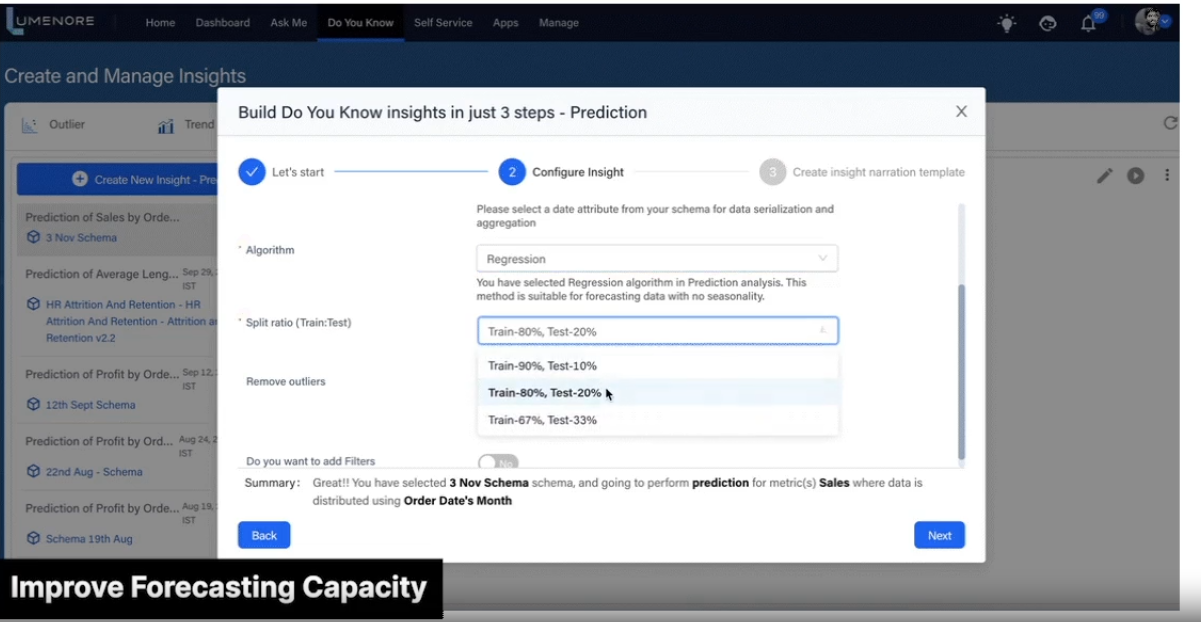 LUMENORE
Home Dashboard Ask Me Do You Know Self Service Apps Manage
99
Create and Manage Insights
Outlier Trend
Build Do You Know insights in just 3 steps - Prediction
Let's start
2 Configure Insight
3 Create insight narration template
Create New Insight - Pre
Prediction of Sales by Orde...
3 Nov Schema
Prediction of Average Leng... Sep 29,
IST
HR Attrition And Retention - HR
Attrition And Retention - Attrition an
Retention v2.2
Prediction of Profit by Orde... Sep 12,
IST
12th Sept Schema
Prediction of Profit by Ord... Aug 24, 2
IST
22nd Aug - Schema
Prediction of Profit by Orde... Aug 19,
IST
Schema 19th Aug
Please select a date attribute from your schema for data serialization and
aggregation
* Algorithm
Regression
You have selected Regression algorithm in Prediction analysis. This
method is suitable for forecasting data with no seasonality.
* Split ratio (Train:Test)
Train-80%, Test-20%
Train-90%, Test-10%
Remove outliers
Train-80%, Test-20%
Train-67%, Test-33%
Do you want to add Filters
No
Summary: Great!! You have selected 3 Nov Schema schema, and going to perform prediction for metric(s) Sales where data is
distributed using Order Date's Month
Back
Next
Improve Forecasting Capacity